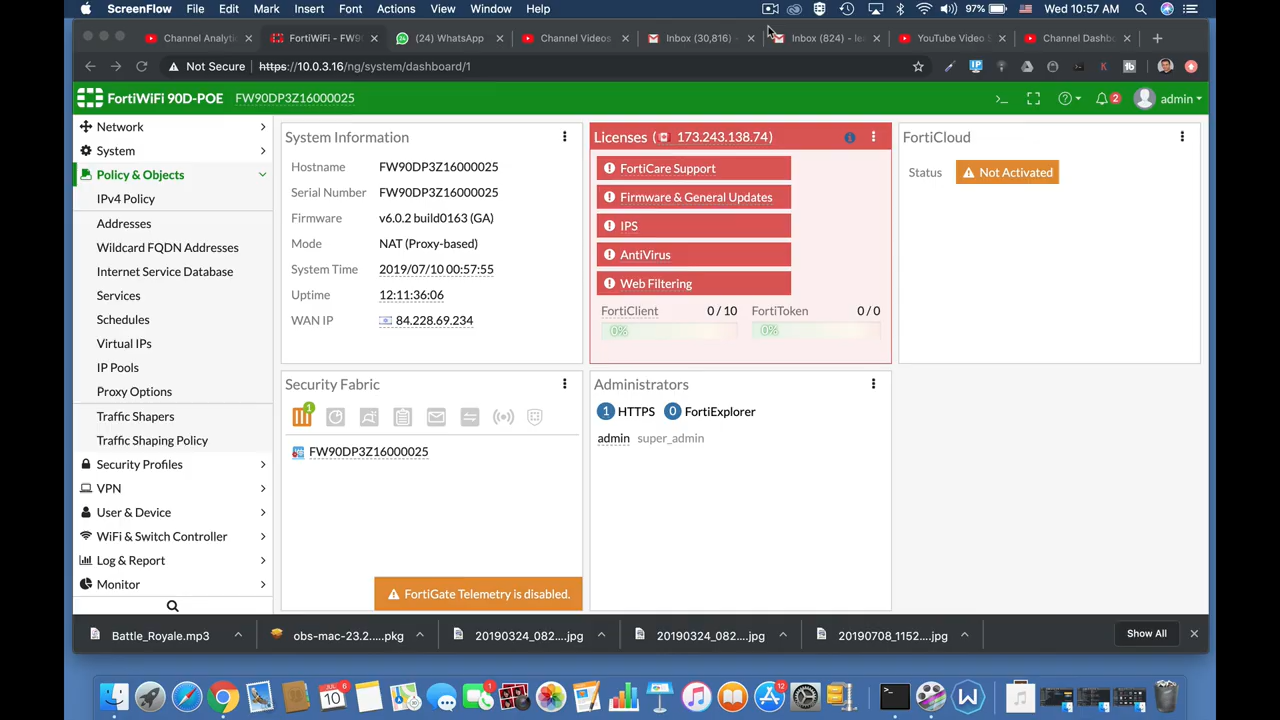 ScreenFlow File Edit Mark Insert Font Actions View Window Help 97% Wed 10:57 AM
Channel Analyti FortiWiFi - FW90 (24) WhatsApp Channel Videos Inbox (30,816) - Inbox (824) - le YouTube Video S Channel Dashb
Not Secure https://10.0.3.16/ng/system/dashboard/1
FortiWiFi 90D-POE FW90DP3Z16000025 >_ 2 admin
Network
System
Policy & Objects
IPv4 Policy
Addresses
Wildcard FQDN Addresses
Internet Service Database
Services
Schedules
Virtual IPs
IP Pools
Proxy Options
Traffic Shapers
Traffic Shaping Policy
Security Profiles
VPN
User & Device
WiFi & Switch Controller
Log & Report
Monitor
System Information
Hostname FW90DP3Z16000025
Serial Number FW90DP3Z16000025
Firmware v6.0.2 build0163 (GA)
Mode NAT (Proxy-based)
System Time 2019/07/10 00:57:55
Uptime 12:11:36:06
WAN IP 84.228.69.234
Licenses ( 173.243.138.74)
FortiCare Support
Firmware & General Updates
IPS
AntiVirus
Web Filtering
FortiClient 0 / 10 FortiToken 0 / 0
0% 0%
FortiCloud
Status Not Activated
Security Fabric
1
FW90DP3Z16000025
FortiGate Telemetry is disabled.
Administrators
1 HTTPS 0 FortiExplorer
admin super_admin
Battle_Royale.mp3 obs-mac-23.2.....pkg 20190324_082....jpg 20190324_082....jpg 20190708_1152....jpg Show All
JUL 10 6 1 12